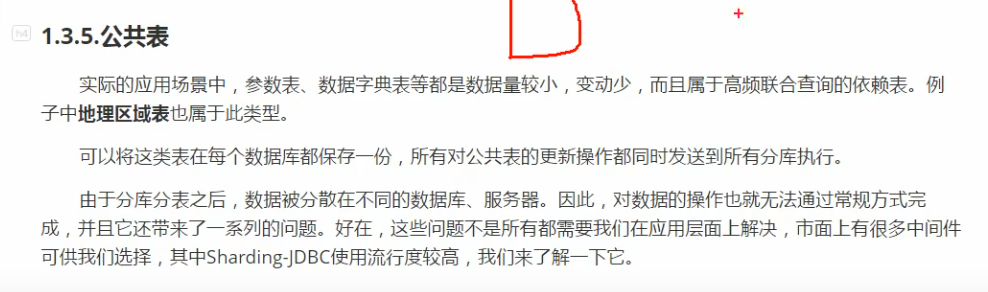 h4
1.3.5.公共表
实际的应用场景中，参数表、数据字典表等都是数据量较小，变动少，而且属于高频联合查询的依赖表。例
子中地理区域表也属于此类型。
可以将这类表在每个数据库都保存一份，所有对公共表的更新操作都同时发送到所有分库执行。
由于分库分表之后，数据被分散在不同的数据库、服务器。因此，对数据的操作也就无法通过常规方式完
成，并且它还带来了一系列的问题。好在，这些问题不是所有都需要我们在应用层面上解决，市面上有很多中间件
可供我们选择，其中Sharding-JDBC使用流行度较高，我们来了解一下它。